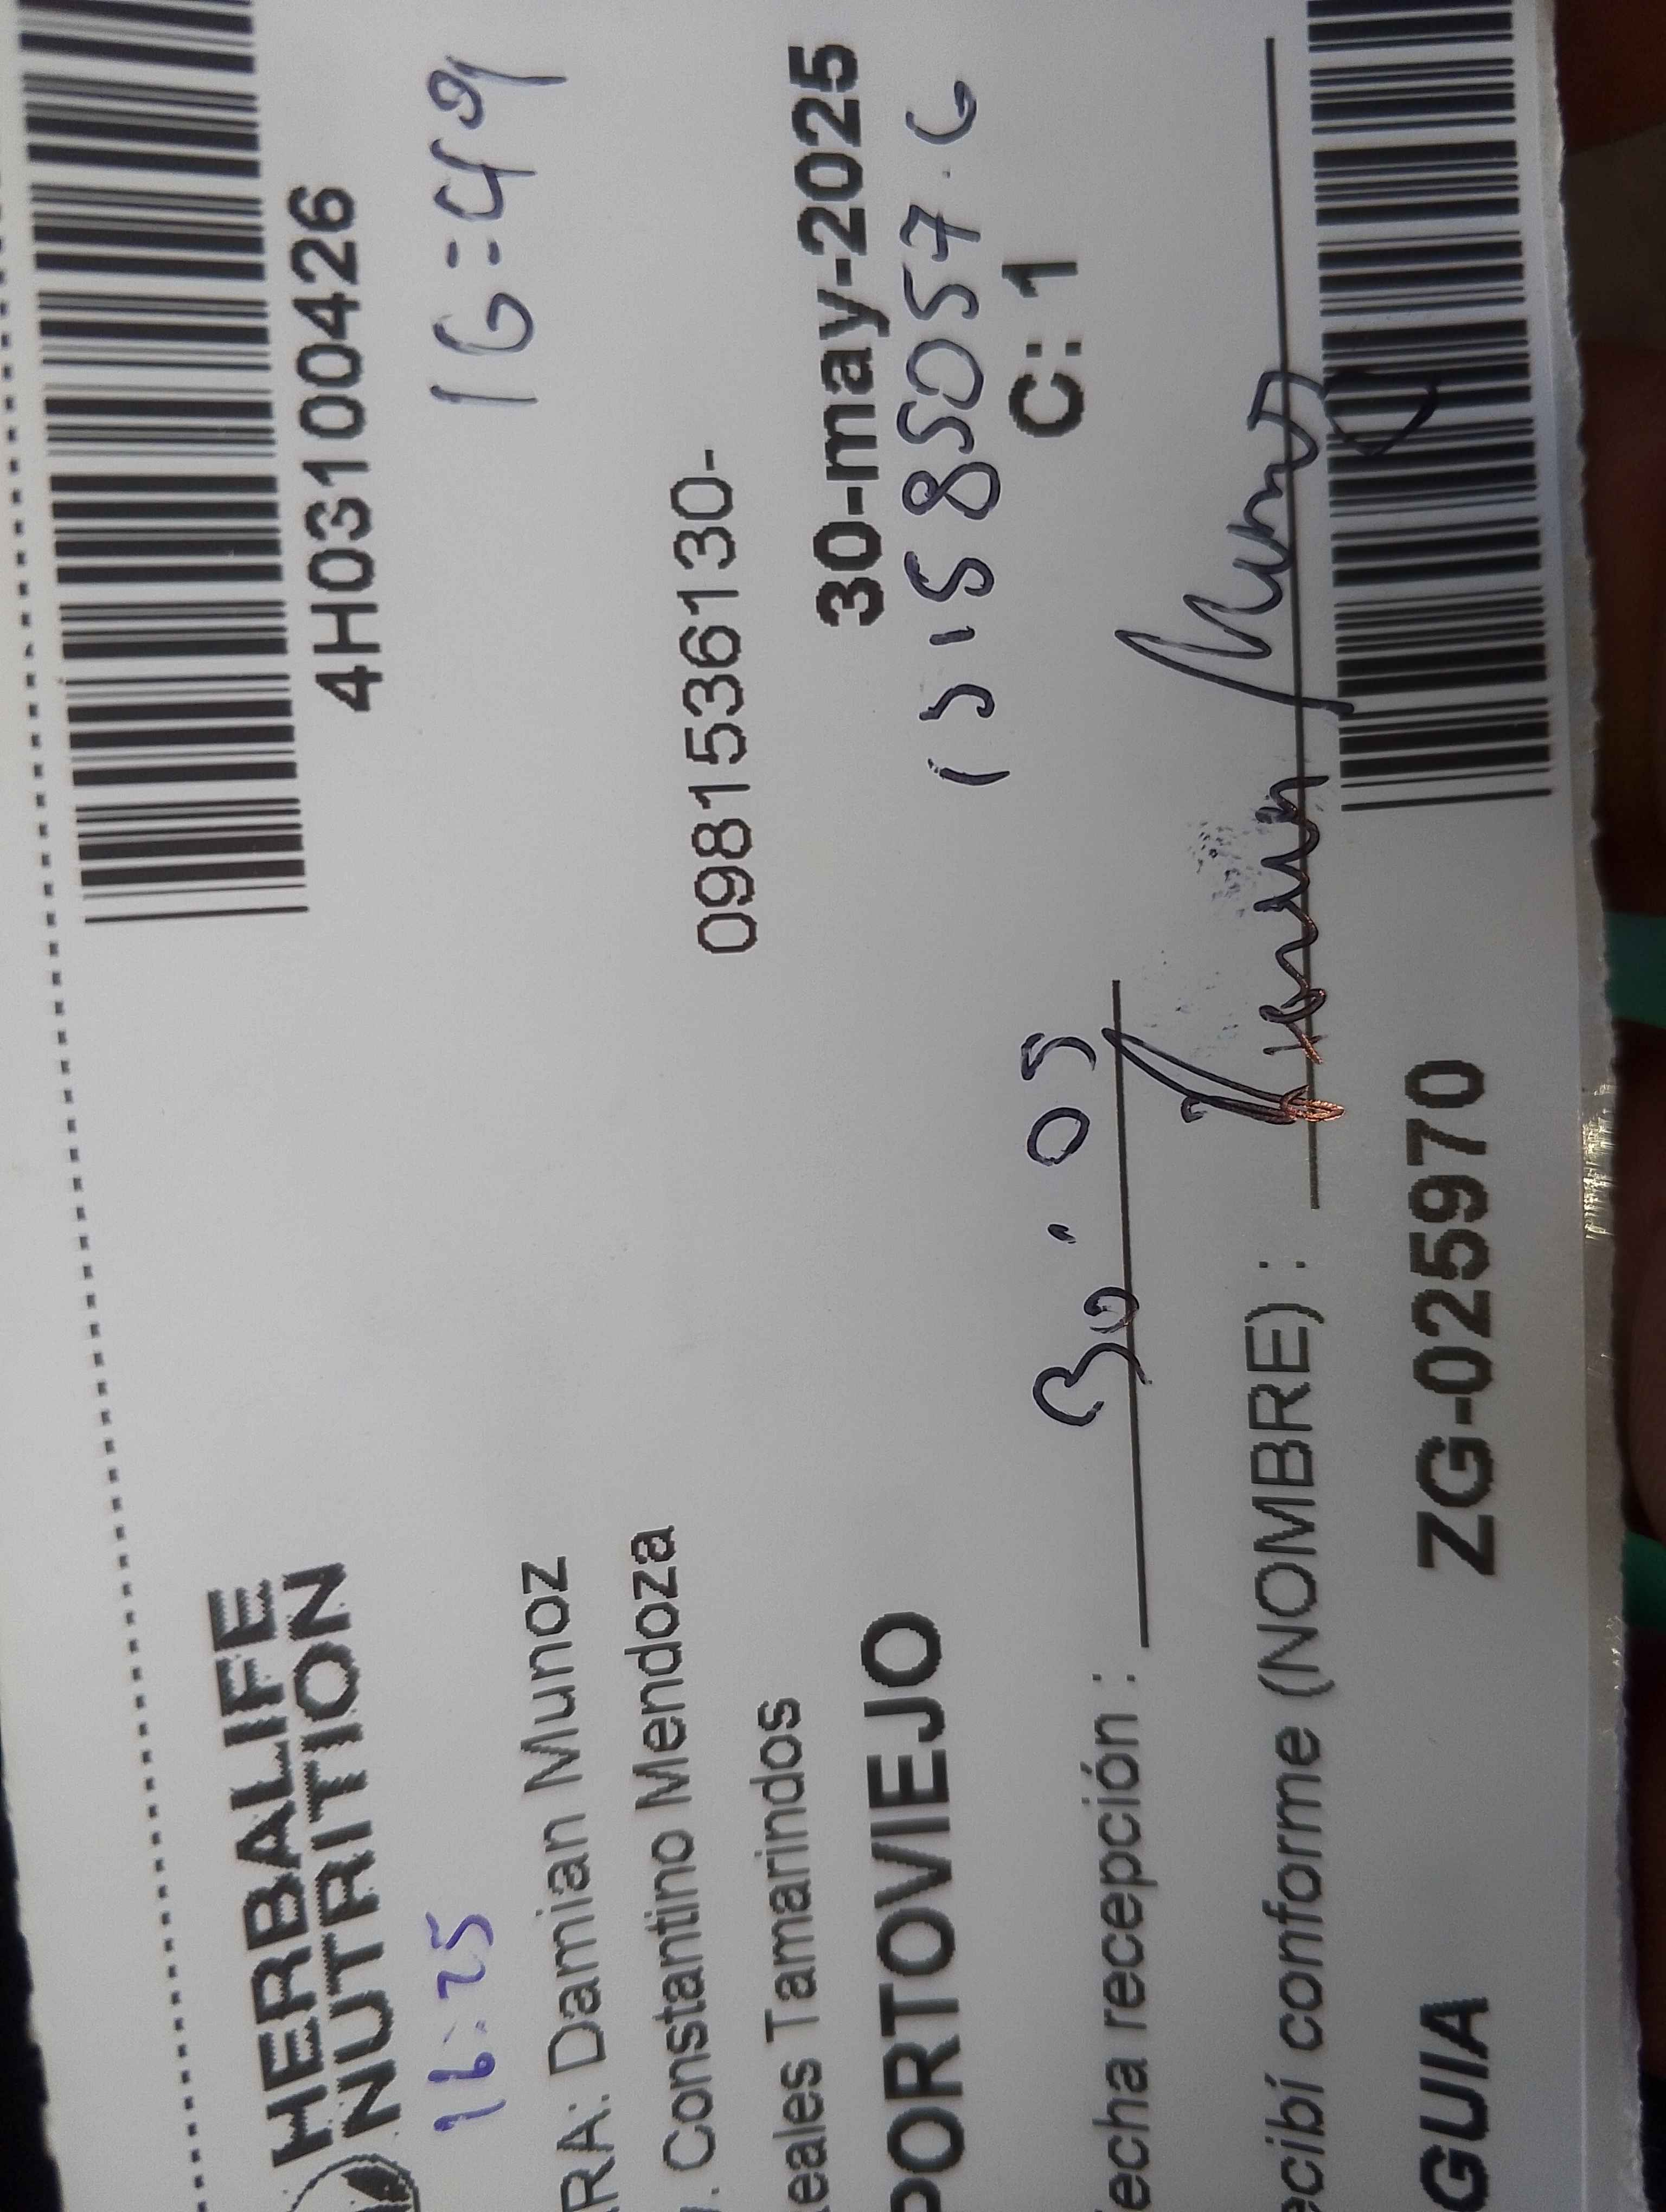 HERBALIFE
NUTRITION
4H03100426
16:25
16:49
RA: Damian Munoz
. Constantino Mendoza
0981536130-
eales Tamarindos
PORTOVIEJO
30-may-2025
C: 1
echa recepción : 30.05
ecibí conforme (NOMBRE) :
GUIA
ZG-025970